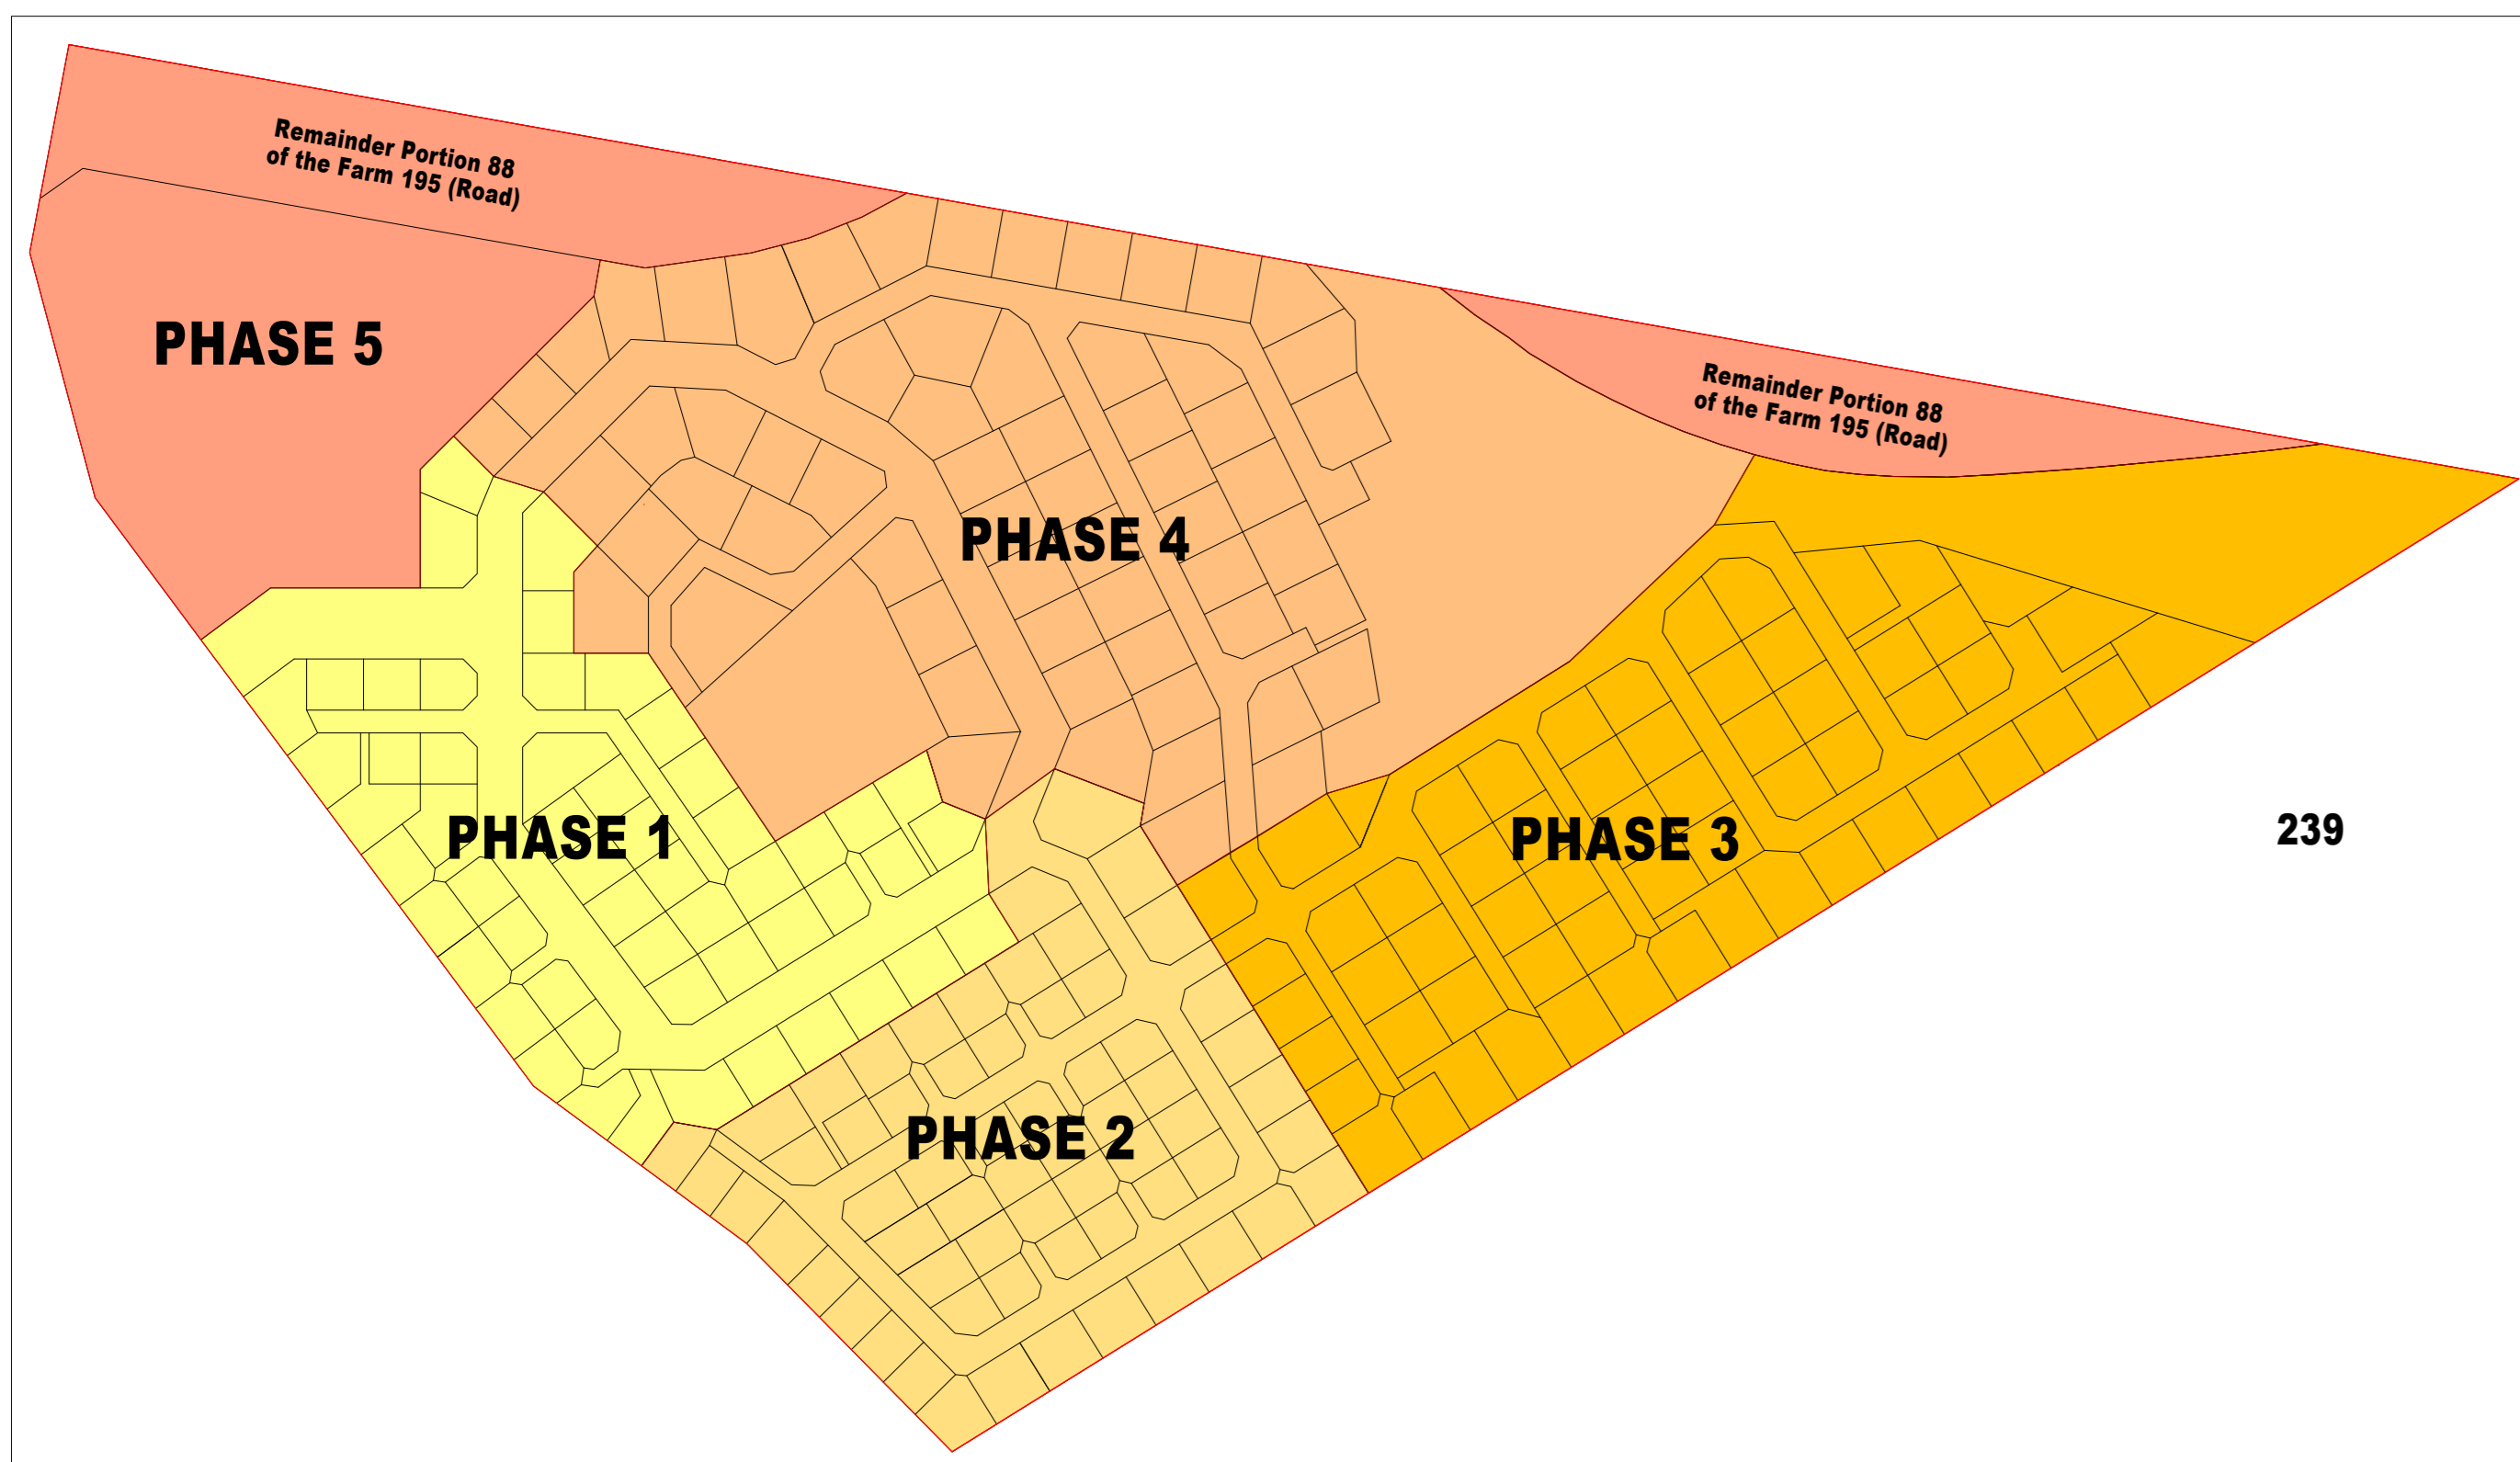 Remainder Portion 88
of the Farm 195 (Road)
PHASE 5
Remainder Portion 88
of the Farm 195 (Road)
PHASE 4
PHASE 1
PHASE 3
239
PHASE 2